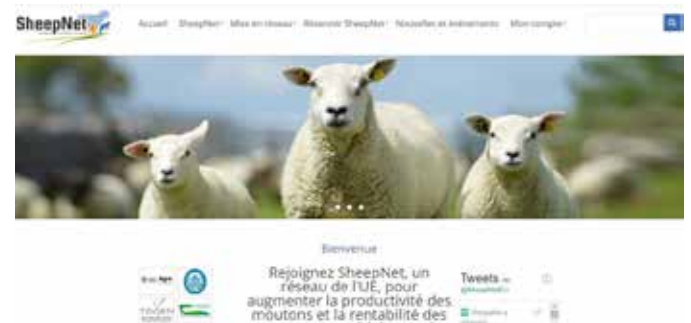 SheepNet
Accueil SheepNet Mise en réseau Réservoir SheepNet Nouvelles et événements Mon compte
Bienvenue
Rejoignez SheepNet, un
réseau de l'UE, pour
augmenter la productivité des
moutons et la rentabilité des
Tweets